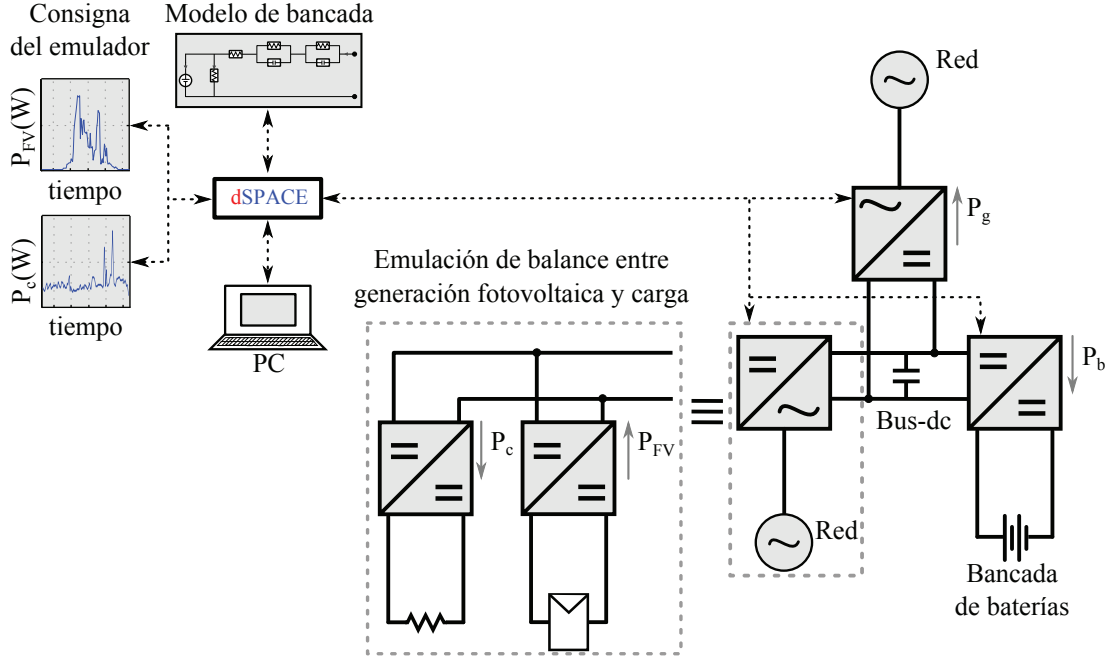 Consigna
del emulador
Modelo de bancada
P_FV(W)
tiempo
P_c(W)
tiempo
dSPACE
PC
Red
P_g
Emulación de balance entre
generación fotovoltaica y carga
P_c
P_FV
Bus-dc
P_b
Red
Bancada
de baterías